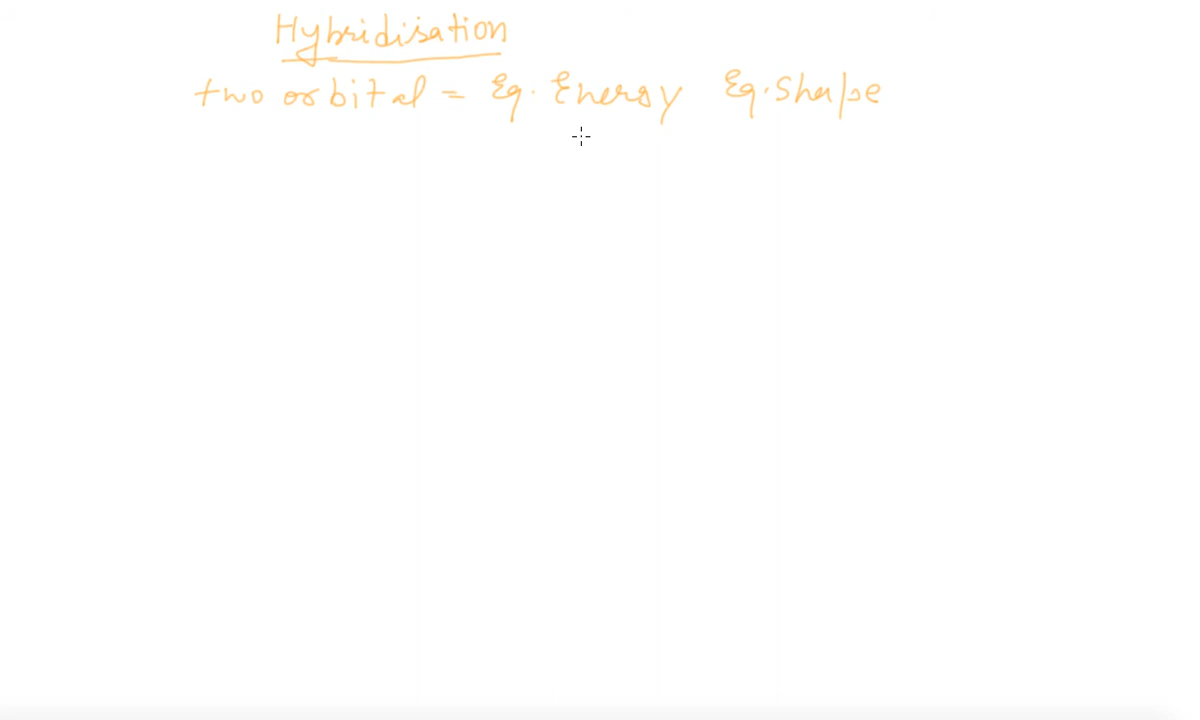 Hybridisation
two orbital = Eq. Energy Eq. Shape